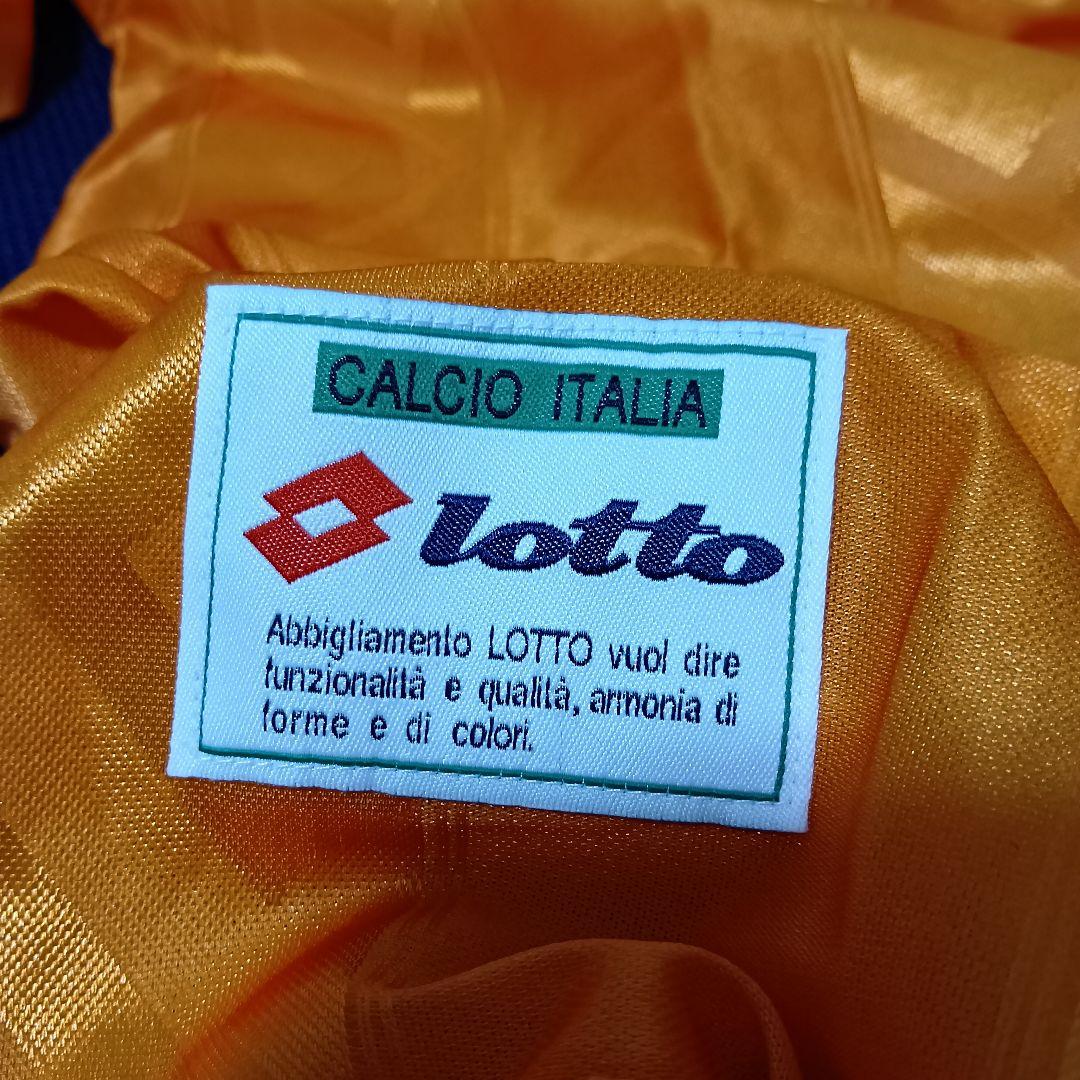 CALCIO ITALIA
lotto
Abbigliamento LOTTO vuol dire
funzionalità e qualità, armonia di
forme e di colori.